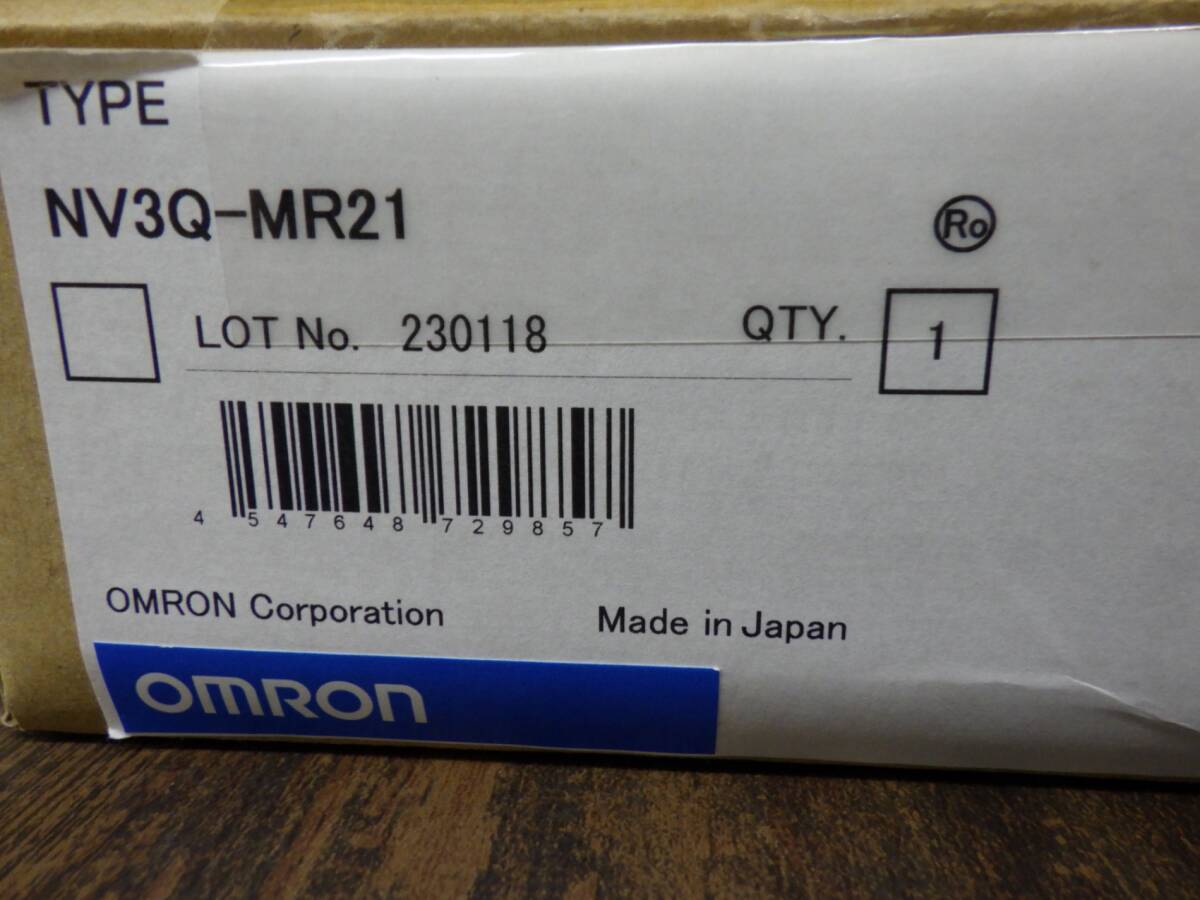 TYPE
NV3Q-MR21
Ro
LOT No. 230118 QTY. 1
4 547648 729857
OMRON Corporation Made in Japan
OMRON